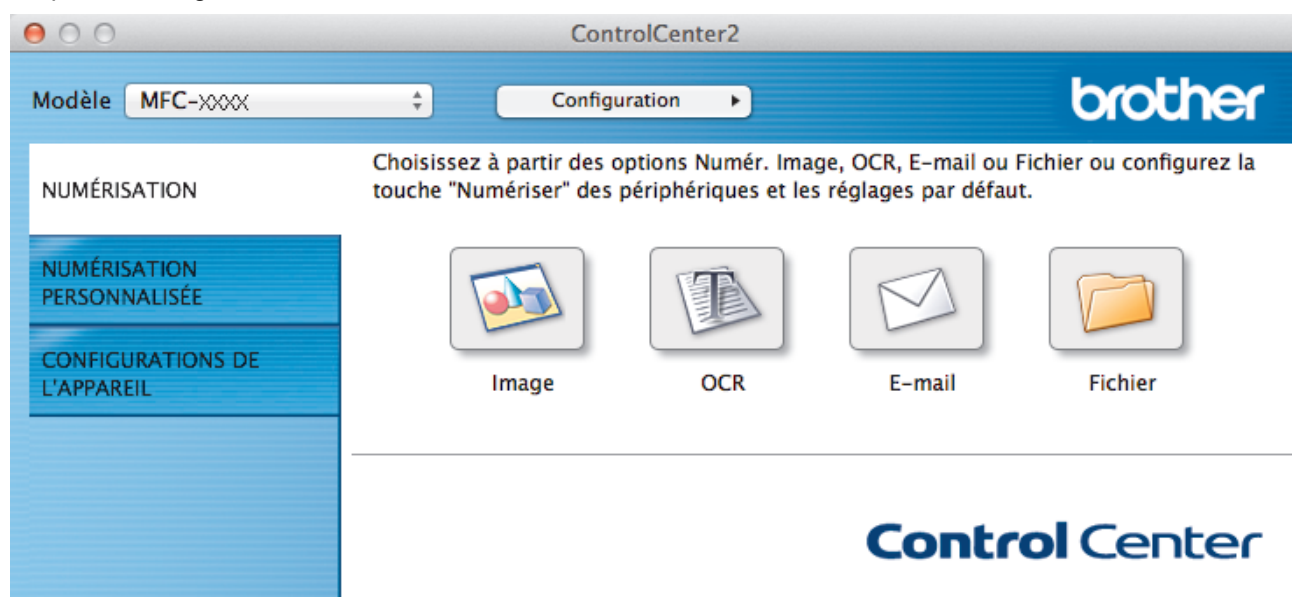 ControlCenter2
Modèle MFC-XXXX Configuration
brother
NUMÉRISATION
NUMÉRISATION
PERSONNALISÉE
CONFIGURATIONS DE
L'APPAREIL
Choisissez à partir des options Numér. Image, OCR, E-mail ou Fichier ou configurez la
touche "Numériser" des périphériques et les réglages par défaut.
Image OCR E-mail Fichier
Control Center